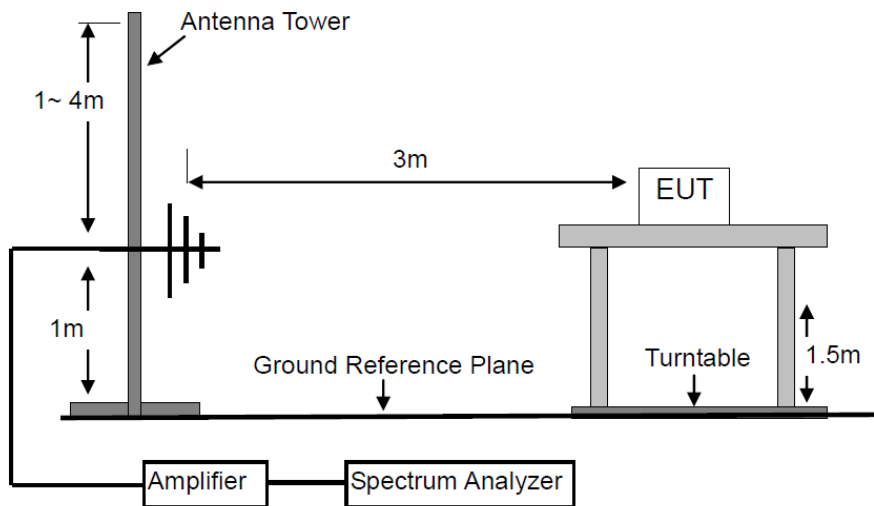 Antenna Tower
1~ 4m
3m
EUT
1m
Ground Reference Plane
Turntable
1.5m
Amplifier
Spectrum Analyzer